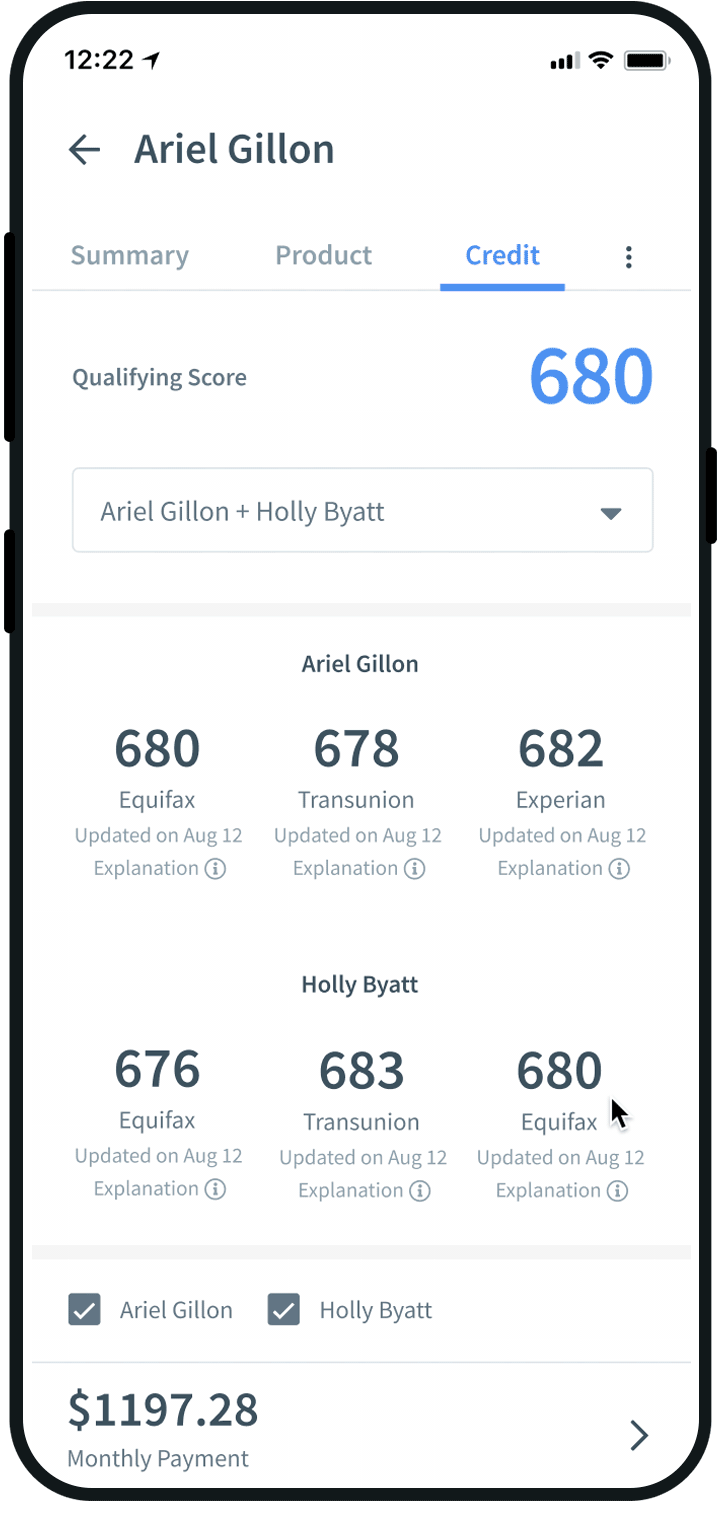 12:22
Ariel Gillon
Summary Product Credit
Qualifying Score 680
Ariel Gillon + Holly Byatt
Ariel Gillon
680 678 682
Equifax Transunion Experian
Updated on Aug 12 Updated on Aug 12 Updated on Aug 12
Explanation Explanation Explanation
Holly Byatt
676 683 680
Equifax Transunion Equifax
Updated on Aug 12 Updated on Aug 12 Updated on Aug 12
Explanation Explanation Explanation
Ariel Gillon Holly Byatt
$1197.28
Monthly Payment